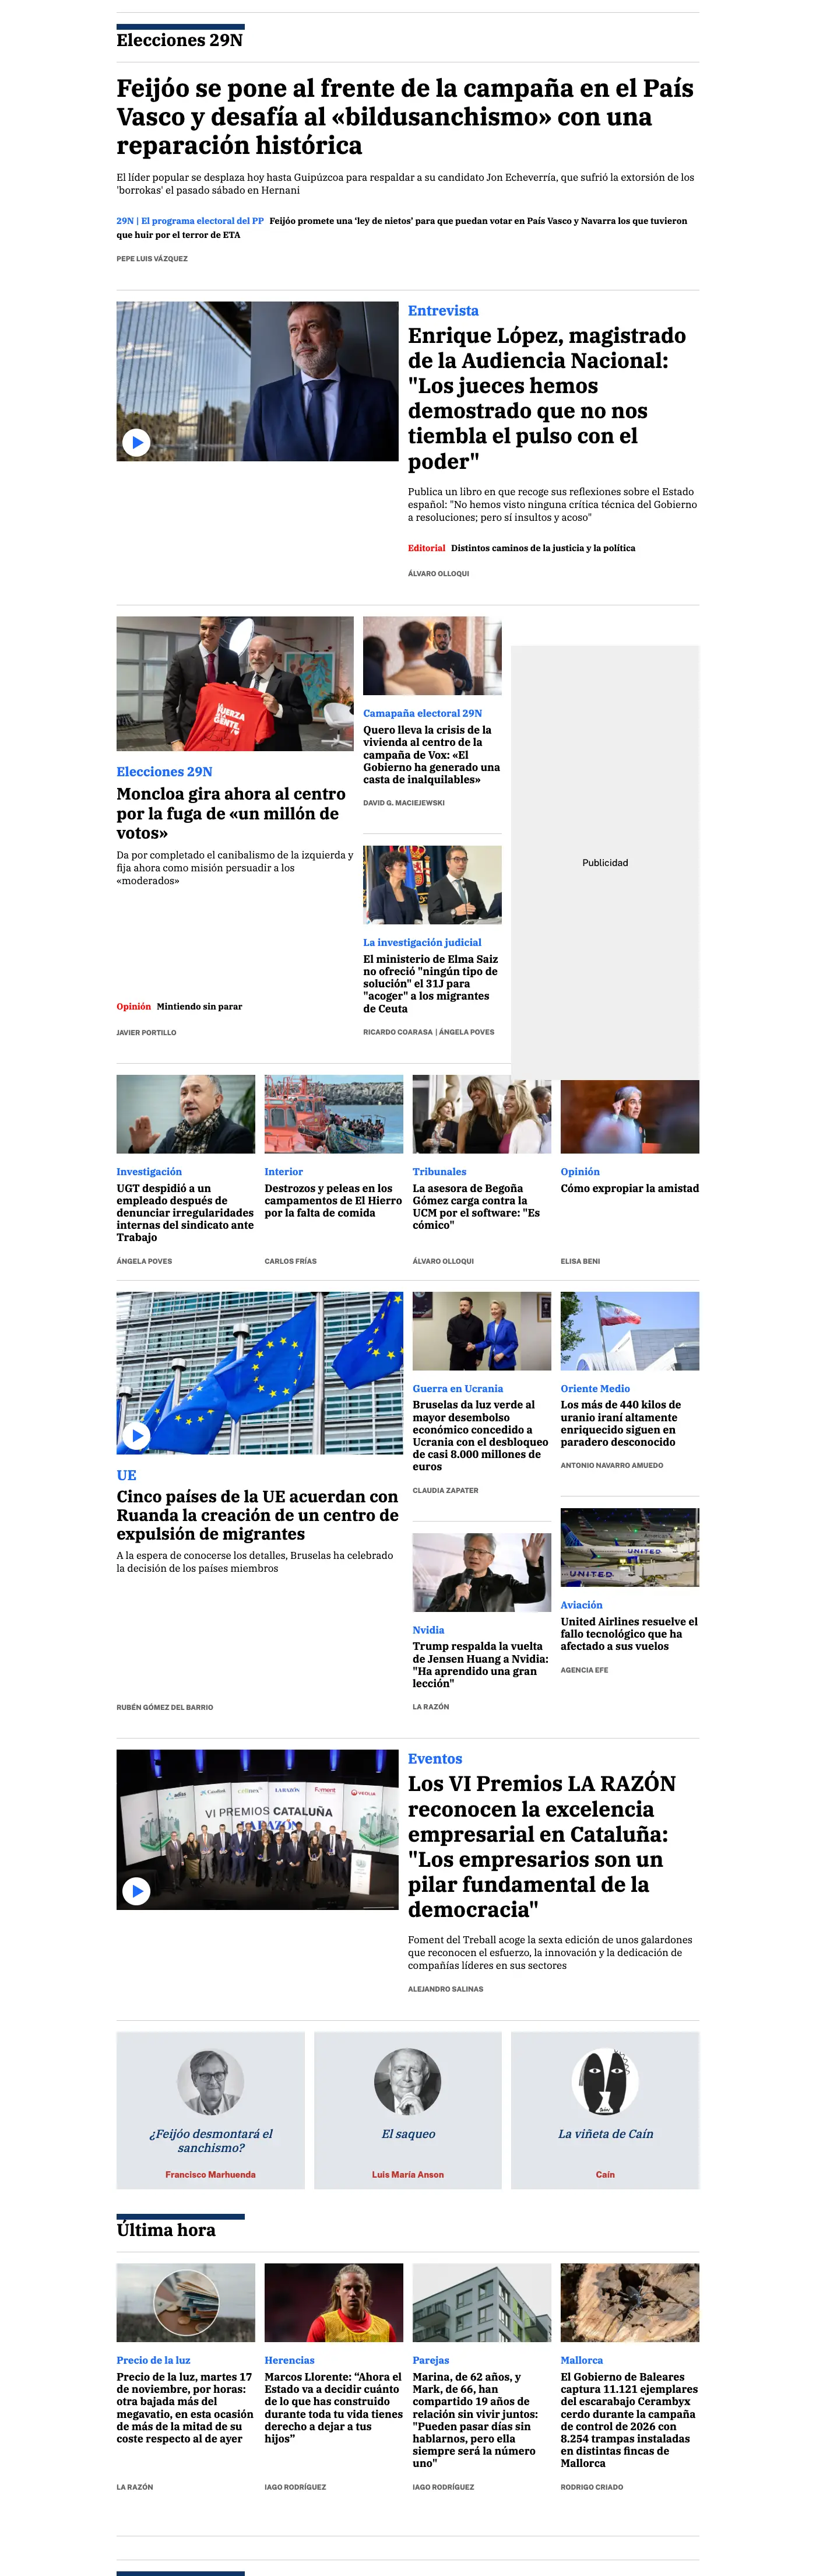 Elecciones 29N
Feijóo se pone al frente de la campaña en el País
Vasco y desafía al «bildusanchismo» con una
reparación histórica
El líder popular se desplaza hoy hasta Guipúzcoa para respaldar a su candidato Jon Echeverría, que sufrió la extorsión de los
'borrokas' el pasado sábado en Hernani
29N | El programa electoral del PP Feijóo promete una ‘ley de nietos’ para que puedan votar en País Vasco y Navarra los que tuvieron
que huir por el terror de ETA
PEPE LUIS VÁZQUEZ
Entrevista
Enrique López, magistrado
de la Audiencia Nacional:
"Los jueces hemos
demostrado que no nos
tiembla el pulso con el
poder"
Publica un libro en que recoge sus reflexiones sobre el Estado
español: "No hemos visto ninguna crítica técnica del Gobierno
a resoluciones; pero sí insultos y acoso"
Editorial Distintos caminos de la justicia y la política
ÁLVARO OLLOQUI
Elecciones 29N
Moncloa gira ahora al centro
por la fuga de «un millón de
votos»
Da por completado el canibalismo de la izquierda y
fija ahora como misión persuadir a los
«moderados»
Opinión Mintiendo sin parar
JAVIER PORTILLO
Camapaña electoral 29N
Quero lleva la crisis de la
vivienda al centro de la
campaña de Vox: «El
Gobierno ha generado una
casta de inalquilables»
DAVID G. MACIEJEWSKI
La investigación judicial
El ministerio de Elma Saiz
no ofreció "ningún tipo de
solución" el 31J para
"acoger" a los migrantes
de Ceuta
RICARDO COARASA | ÁNGELA POVES
Publicidad
Investigación
UGT despidió a un
empleado después de
denunciar irregularidades
internas del sindicato ante
Trabajo
ÁNGELA POVES
Interior
Destrozos y peleas en los
campamentos de El Hierro
por la falta de comida
CARLOS FRÍAS
Tribunales
La asesora de Begoña
Gómez carga contra la
UCM por el software: "Es
cómico"
ÁLVARO OLLOQUI
Opinión
Cómo expropiar la amistad
ELISA BENI
UE
Cinco países de la UE acuerdan con
Ruanda la creación de un centro de
expulsión de migrantes
A la espera de conocerse los detalles, Bruselas ha celebrado
la decisión de los países miembros
RUBÉN GÓMEZ DEL BARRIO
Guerra en Ucrania
Bruselas da luz verde al
mayor desembolso
económico concedido a
Ucrania con el desbloqueo
de casi 8.000 millones de
euros
CLAUDIA ZAPATER
Nvidia
Trump respalda la vuelta
de Jensen Huang a Nvidia:
"Ha aprendido una gran
lección"
LA RAZÓN
Oriente Medio
Los más de 440 kilos de
uranio iraní altamente
enriquecido siguen en
paradero desconocido
ANTONIO NAVARRO AMUEDO
UNITED
UNITED
Aviación
United Airlines resuelve el
fallo tecnológico que ha
afectado a sus vuelos
AGENCIA EFE
LA RAZÓN
Foment
VEOLIA
VI PREMIOS CATALUÑA
LA RAZÓN
Eventos
Los VI Premios LA RAZÓN
reconocen la excelencia
empresarial en Cataluña:
"Los empresarios son un
pilar fundamental de la
democracia"
Foment del Treball acoge la sexta edición de unos galardones
que reconocen el esfuerzo, la innovación y la dedicación de
compañías líderes en sus sectores
ALEJANDRO SALINAS
¿Feijóo desmontará el
sanchismo?
Francisco Marhuenda
El saqueo
Luis María Anson
La viñeta de Caín
Caín
Última hora
Precio de la luz
Precio de la luz, martes 17
de noviembre, por horas:
otra bajada más del
megavatio, en esta ocasión
de más de la mitad de su
coste respecto al de ayer
LA RAZÓN
Herencias
Marcos Llorente: “Ahora el
Estado va a decidir cuánto
de lo que has construido
durante toda tu vida tienes
derecho a dejar a tus
hijos”
IAGO RODRÍGUEZ
Parejas
Marina, de 62 años, y
Mark, de 66, han
compartido 19 años de
relación sin vivir juntos:
"Pueden pasar días sin
hablarnos, pero ella
siempre será la número
uno"
IAGO RODRÍGUEZ
Mallorca
El Gobierno de Baleares
captura 11.121 ejemplares
del escarabajo Cerambyx
cerdo durante la campaña
de control de 2026 con
8.254 trampas instaladas
en distintas fincas de
Mallorca
RODRIGO CRIADO